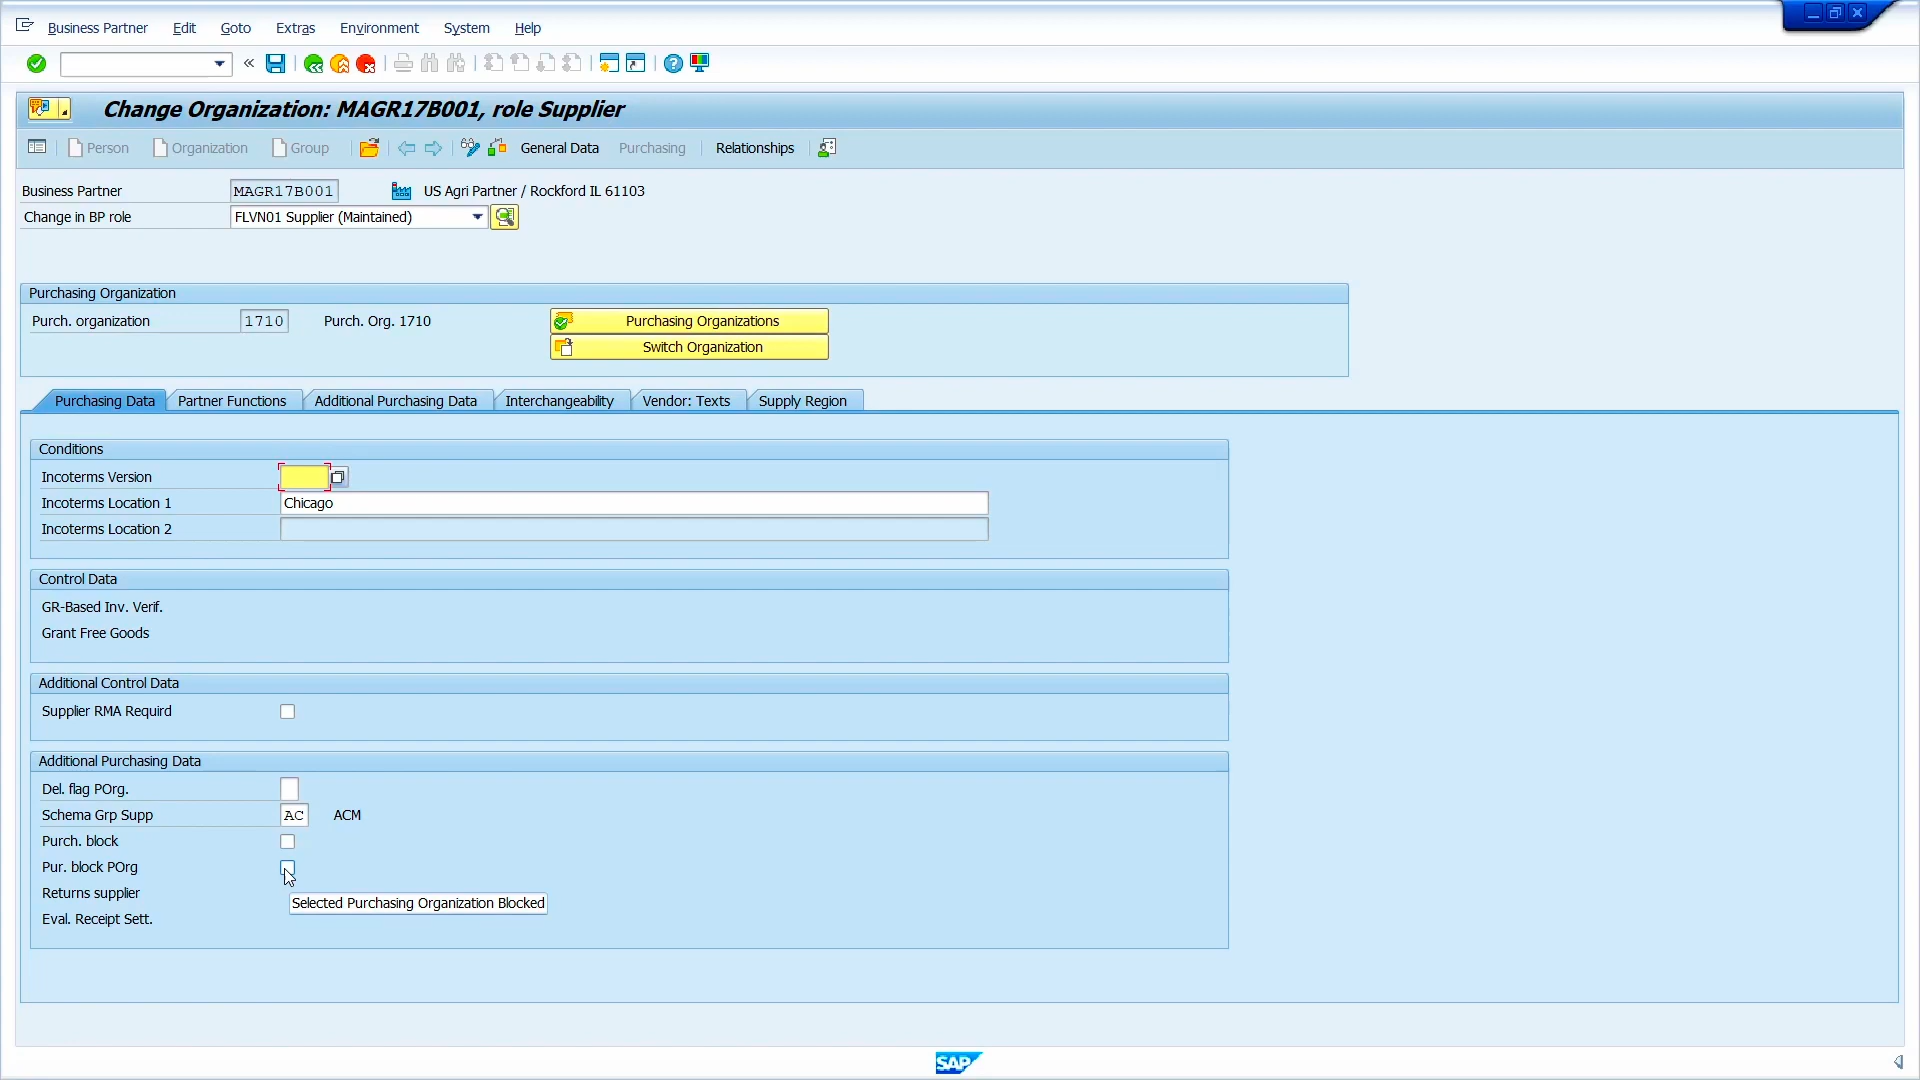 Business Partner Edit Goto Extras Environment System Help
Change Organization: MAGR17B001, role Supplier
Person Organization Group General Data Purchasing Relationships
Business Partner MAGR17B001 US Agri Partner / Rockford IL 61103
Change in BP role FLVN01 Supplier (Maintained)
Purchasing Organization
Purch. organization 1710 Purch. Org. 1710 Purchasing Organizations
Switch Organization
Purchasing Data Partner Functions Additional Purchasing Data Interchangeability Vendor: Texts Supply Region
Conditions
Incoterms Version
Incoterms Location 1 Chicago
Incoterms Location 2
Control Data
GR-Based Inv. Verif.
Grant Free Goods
Additional Control Data
Supplier RMA Requird
Additional Purchasing Data
Del. flag POrg.
Schema Grp Supp AC ACM
Purch. block
Pur. block POrg
Returns supplier
Selected Purchasing Organization Blocked
Eval. Receipt Sett.
SAP